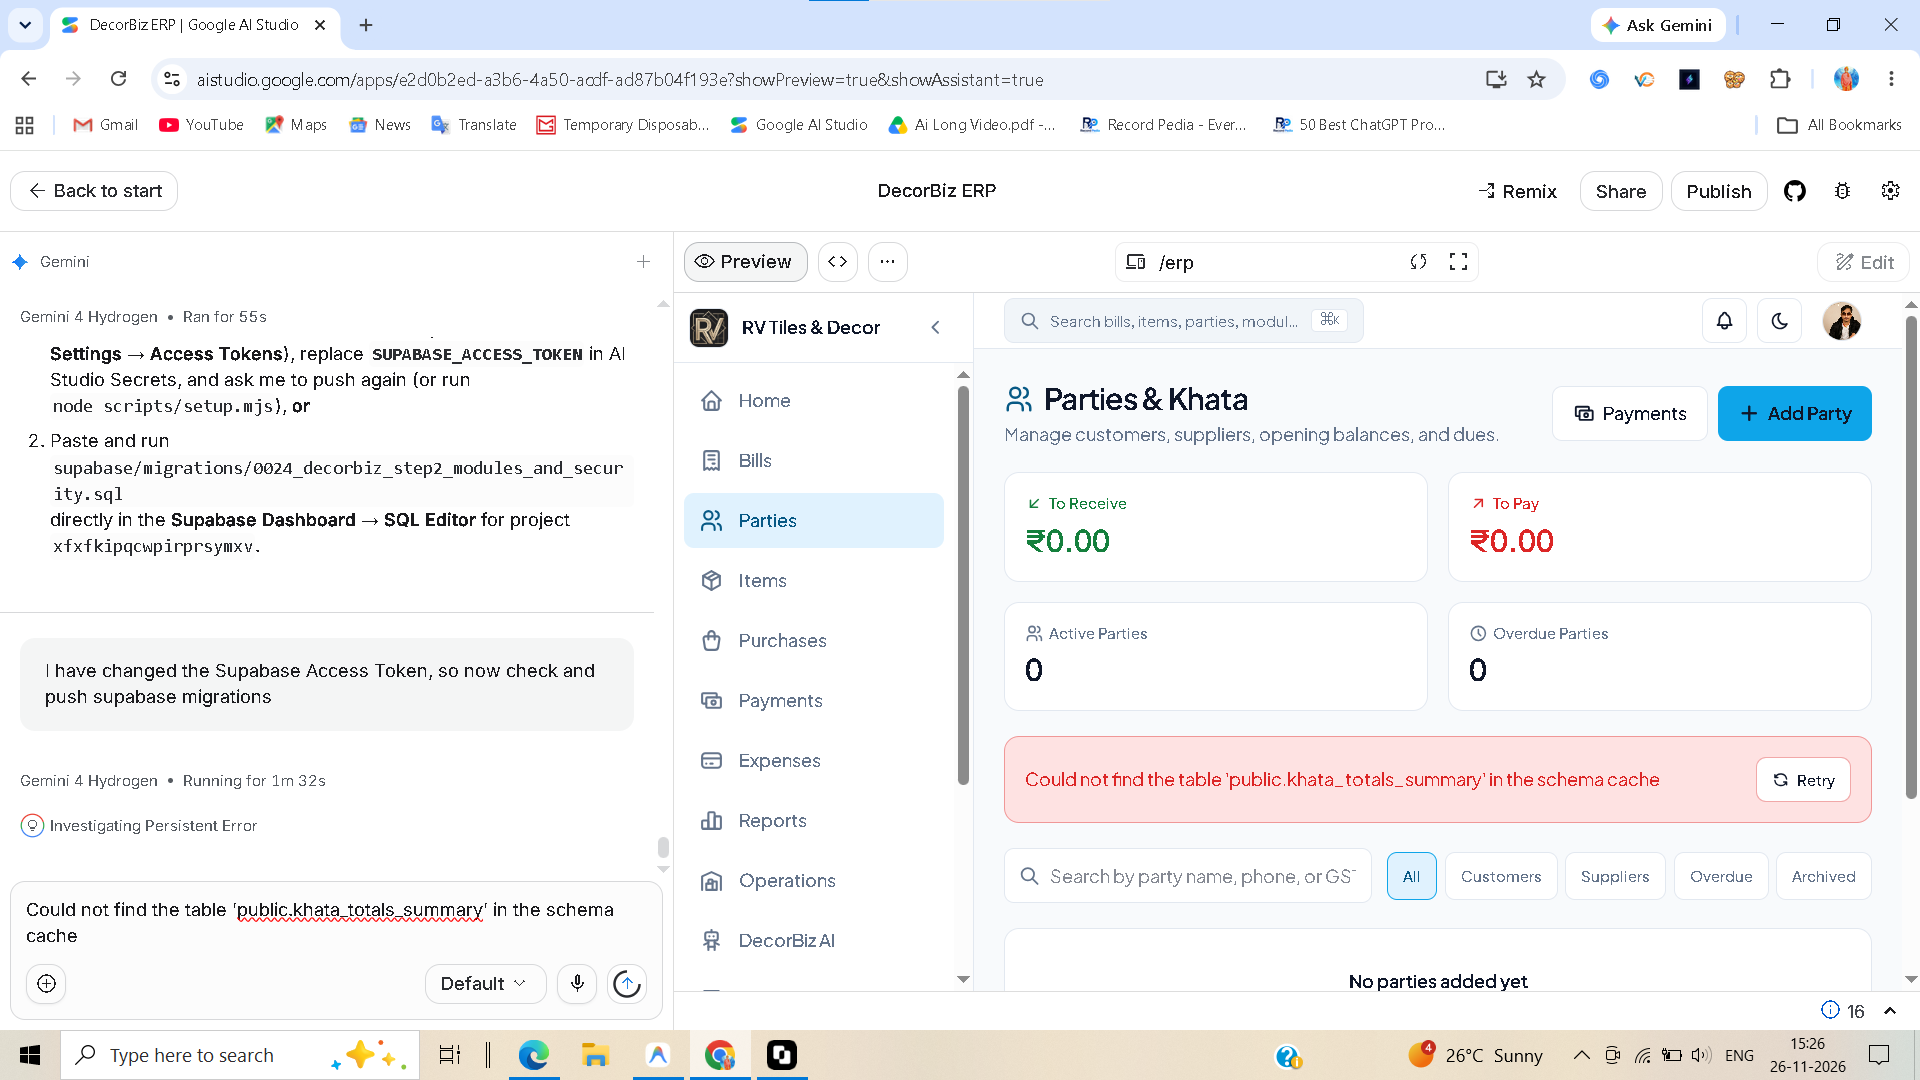 DecorBiz ERP | Google AI Studio
Ask Gemini
aistudio.google.com/apps/e2d0b2ed-a3b6-4a50-acdf-ad87b04f193e?showPreview=true&showAssistant=true
Gmail
YouTube
Maps
News
Translate
Temporary Disposab...
Google AI Studio
Ai Long Video.pdf -...
Record Pedia - Ever...
50 Best ChatGPT Pro...
All Bookmarks
Back to start
DecorBiz ERP
Remix
Share
Publish
Gemini
Preview
/erp
Edit
Gemini 4 Hydrogen • Ran for 55s
Settings → Access Tokens), replace SUPABASE_ACCESS_TOKEN in AI
Studio Secrets, and ask me to push again (or run
node scripts/setup.mjs), or
2. Paste and run
supabase/migrations/0024_decorbiz_step2_modules_and_secur
ity.sql
directly in the Supabase Dashboard → SQL Editor for project
xfxfkipqcwpirprsymxv.
I have changed the Supabase Access Token, so now check and
push supabase migrations
Gemini 4 Hydrogen • Running for 1m 32s
Investigating Persistent Error
Could not find the table 'public.khata_totals_summary' in the schema
cache
Default
RV
RV Tiles & Decor
Home
Bills
Parties
Items
Purchases
Payments
Expenses
Reports
Operations
DecorBiz AI
Search bills, items, parties, modul...
⌘K
Parties & Khata
Manage customers, suppliers, opening balances, and dues.
Payments
Add Party
To Receive
₹0.00
To Pay
₹0.00
Active Parties
0
Overdue Parties
0
Could not find the table 'public.khata_totals_summary' in the schema cache
Retry
Search by party name, phone, or GST
All
Customers
Suppliers
Overdue
Archived
No parties added yet
16
Type here to search
4
26°C Sunny
ENG
15:26
26-11-2026